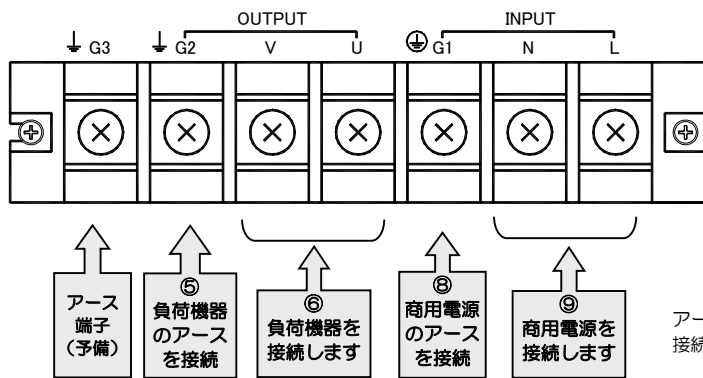 OUTPUT
INPUT
G3
G2
V
U
G1
N
L
アース
端子
(予備)
⑤
負荷機器
のアース
を接続
⑥
負荷機器を
接続します
⑧
商用電源
のアース
を接続
⑨
商用電源を
接続します
アー
接続